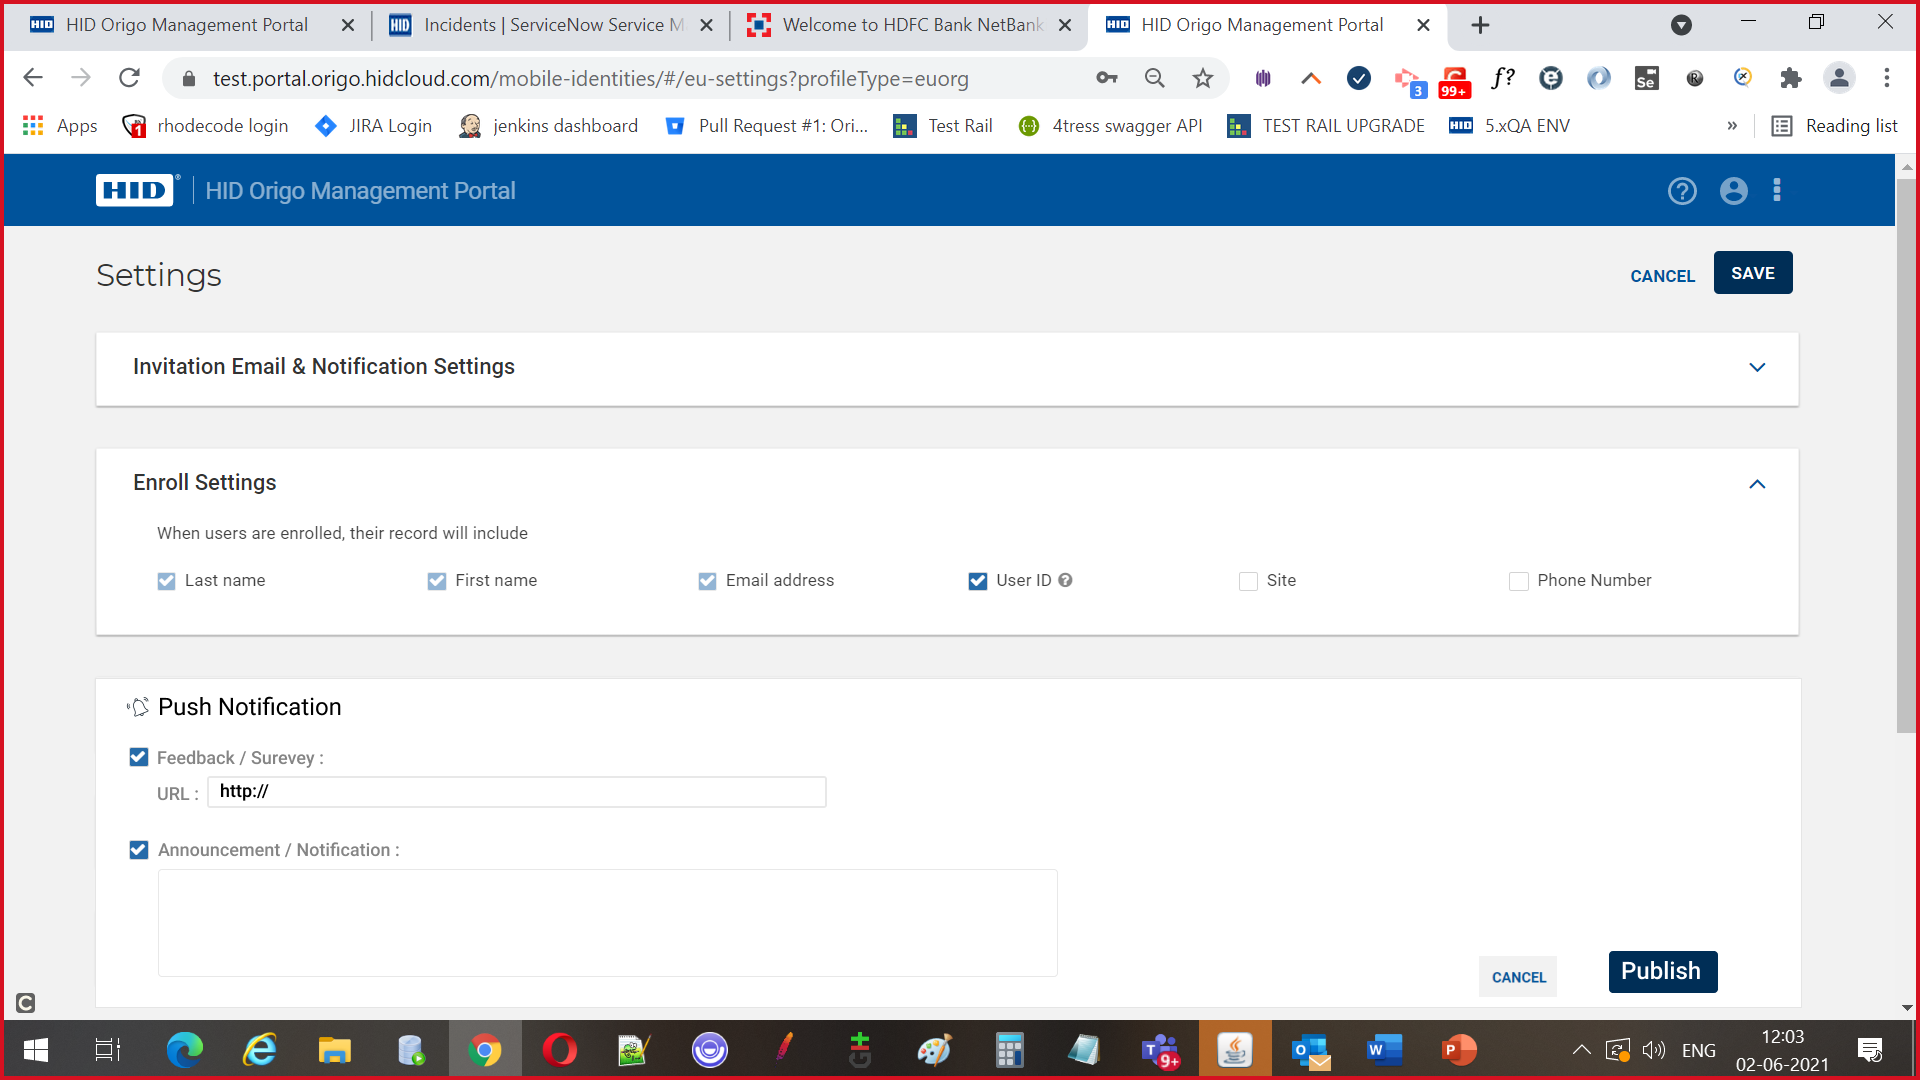 HID Origo Management Portal
Incidents | ServiceNow Service M
Welcome to HDFC Bank NetBank
HID Origo Management Portal
test.portal.origo.hidcloud.com/mobile-identities/#/eu-settings?profileType=euorg
3
99+
f?
Se
R
Apps
1
rhodecode login
JIRA Login
jenkins dashboard
Pull Request #1: Ori...
Test Rail
4tress swagger API
TEST RAIL UPGRADE
HID
5.xQA ENV
»
Reading list
HID
HID Origo Management Portal
Settings
CANCEL
SAVE
Invitation Email & Notification Settings
Enroll Settings
When users are enrolled, their record will include
Last name
First name
Email address
User ID
Site
Phone Number
Push Notification
Feedback / Surevey :
URL :
http://
Announcement / Notification :
CANCEL
Publish
C
9+
ENG
12:03
02-06-2021